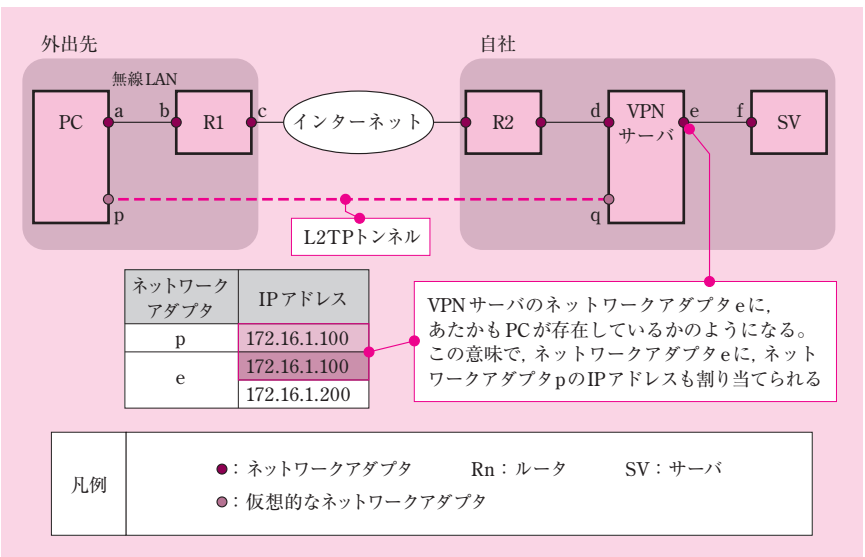 外出先
自社
無線LAN
PC
a
b
R1
c
インターネット
R2
d
VPN
サーバ
e
f
SV
p
q
L2TPトンネル
ネットワーク
アダプタ
IPアドレス
p
172.16.1.100
e
172.16.1.100
172.16.1.200
VPNサーバのネットワークアダプタeに,
あたかもPCが存在しているかのようになる。
この意味で, ネットワークアダプタeに, ネット
ワークアダプタpのIPアドレスも割り当てられる
凡例
：ネットワークアダプタ Rn：ルータ SV：サーバ
：仮想的なネットワークアダプタ